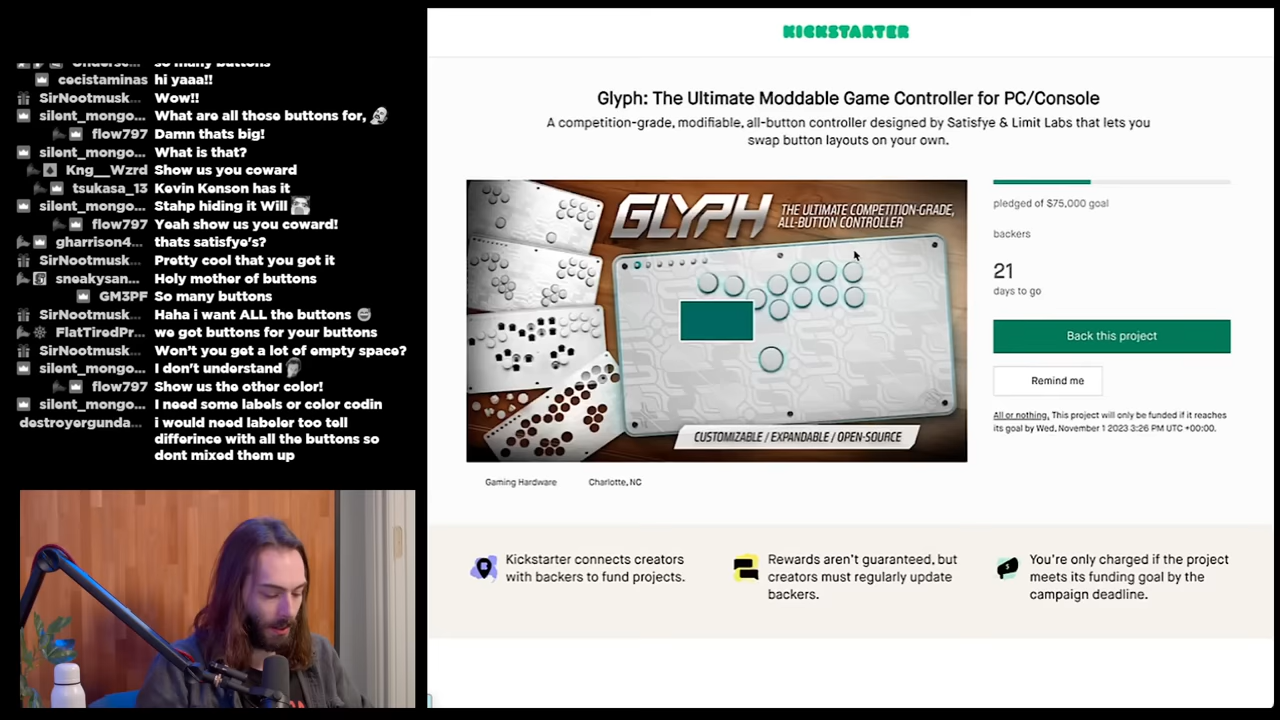 so many buttons
cecistaminas hi yaaa!!
SirNootmusk... Wow!!
silent_mongo... What are all those buttons for,
flow797 Damn thats big!
silent_mongo... What is that?
Kng__Wzrd Show us you coward
tsukasa_13 Kevin Kenson has it
silent_mongo... Stahp hiding it Will
flow797 Yeah show us you coward!
gharrison4... thats satisfye's?
SirNootmusk... Pretty cool that you got it
sneakysan... Holy mother of buttons
GM3PF So many buttons
SirNootmusk... Haha i want ALL the buttons
FlatTiredPr... we got buttons for your buttons
SirNootmusk... Won't you get a lot of empty space?
silent_mongo... I don't understand
flow797 Show us the other color!
silent_mongo... I need some labels or color codin
destroyergunda... i would need labeler too tell
differince with all the buttons so
dont mixed them up
KICKSTARTER
Glyph: The Ultimate Moddable Game Controller for PC/Console
A competition-grade, modifiable, all-button controller designed by Satisfye & Limit Labs that lets you
swap button layouts on your own.
GLYPH THE ULTIMATE COMPETITION-GRADE,
ALL-BUTTON CONTROLLER
CUSTOMIZABLE / EXPANDABLE / OPEN-SOURCE
Gaming Hardware Charlotte, NC
pledged of $75,000 goal
backers
21
days to go
Back this project
Remind me
All or nothing. This project will only be funded if it reaches
its goal by Wed, November 1 2023 3:26 PM UTC +00:00.
Kickstarter connects creators
with backers to fund projects.
Rewards aren't guaranteed, but
creators must regularly update
backers.
You're only charged if the project
meets its funding goal by the
campaign deadline.